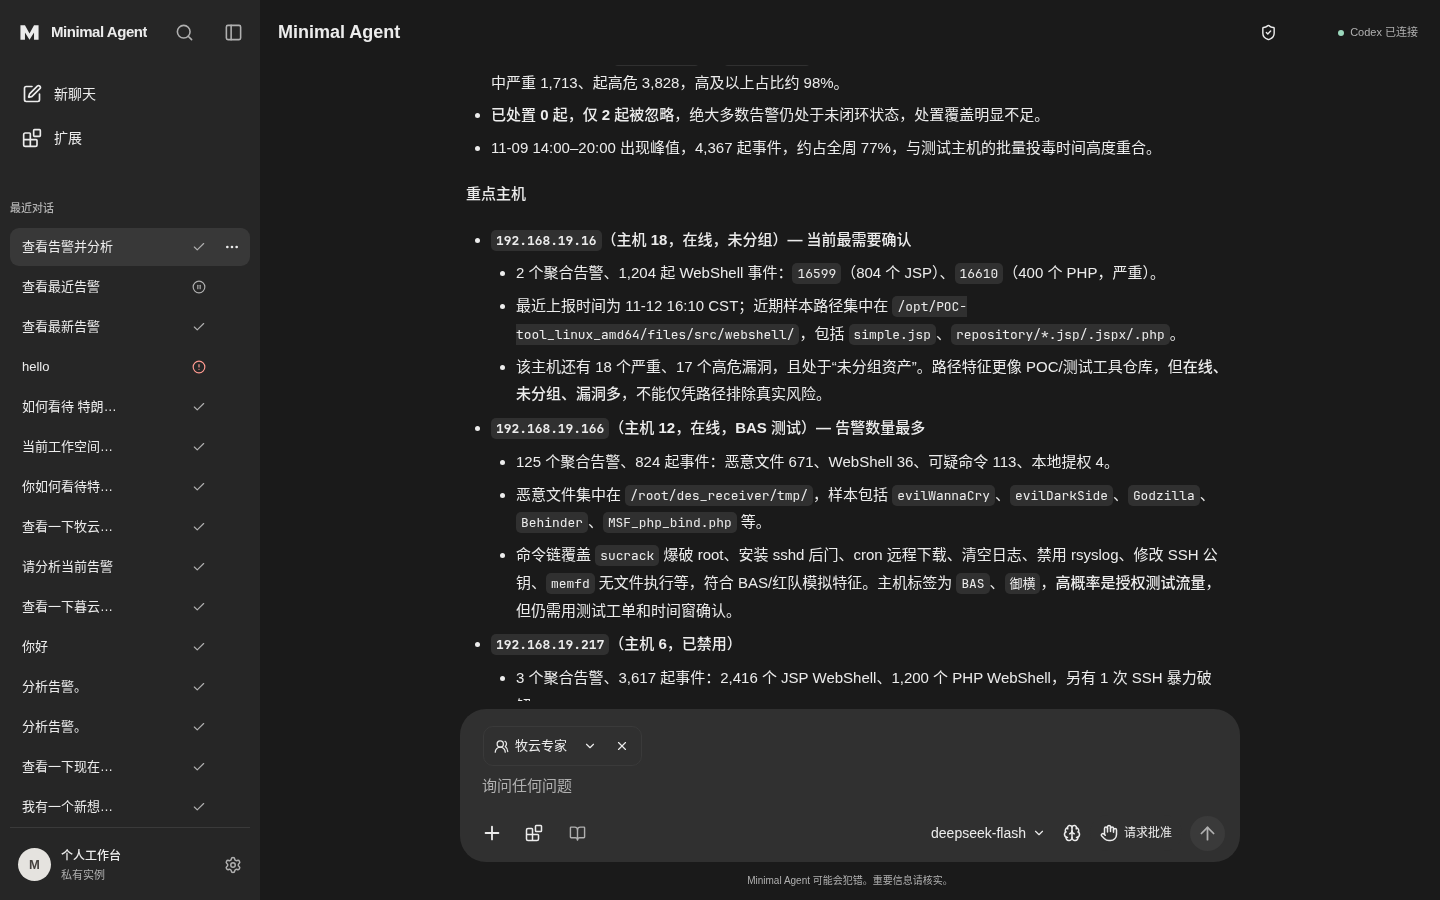 Minimal Agent
新聊天
扩展
最近对话
查看告警并分析
查看最近告警
查看最新告警
hello
如何看待 特朗…
当前工作空间…
你如何看待特…
查看一下牧云…
请分析当前告警
查看一下暮云…
你好
分析告警。
分析告警。
查看一下现在…
我有一个新想…
M
个人工作台
私有实例
Minimal Agent
Codex 已连接
中严重 1,713、起高危 3,828，高及以上占比约 98%。
已处置 0 起，仅 2 起被忽略，绝大多数告警仍处于未闭环状态，处置覆盖明显不足。
11-09 14:00–20:00 出现峰值，4,367 起事件，约占全周 77%，与测试主机的批量投毒时间高度重合。
重点主机
192.168.19.16（主机 18，在线，未分组）— 当前最需要确认
2 个聚合告警、1,204 起 WebShell 事件：16599（804 个 JSP）、16610（400 个 PHP，严重）。
最近上报时间为 11-12 16:10 CST；近期样本路径集中在 /opt/POC-
tool_linux_amd64/files/src/webshell/，包括 simple.jsp、repository/*.jsp/.jspx/.php。
该主机还有 18 个严重、17 个高危漏洞，且处于“未分组资产”。路径特征更像 POC/测试工具仓库，但在线、
未分组、漏洞多，不能仅凭路径排除真实风险。
192.168.19.166（主机 12，在线，BAS 测试）— 告警数量最多
125 个聚合告警、824 起事件：恶意文件 671、WebShell 36、可疑命令 113、本地提权 4。
恶意文件集中在 /root/des_receiver/tmp/，样本包括 evilWannaCry、evilDarkSide、Godzilla、
Behinder、MSF_php_bind.php 等。
命令链覆盖 sucrack 爆破 root、安装 sshd 后门、cron 远程下载、清空日志、禁用 rsyslog、修改 SSH 公
钥、memfd 无文件执行等，符合 BAS/红队模拟特征。主机标签为 BAS、御横，高概率是授权测试流量，
但仍需用测试工单和时间窗确认。
192.168.19.217（主机 6，已禁用）
3 个聚合告警、3,617 起事件：2,416 个 JSP WebShell、1,200 个 PHP WebShell，另有 1 次 SSH 暴力破
牧云专家
询问任何问题
deepseek-flash
请求批准
Minimal Agent 可能会犯错。重要信息请核实。